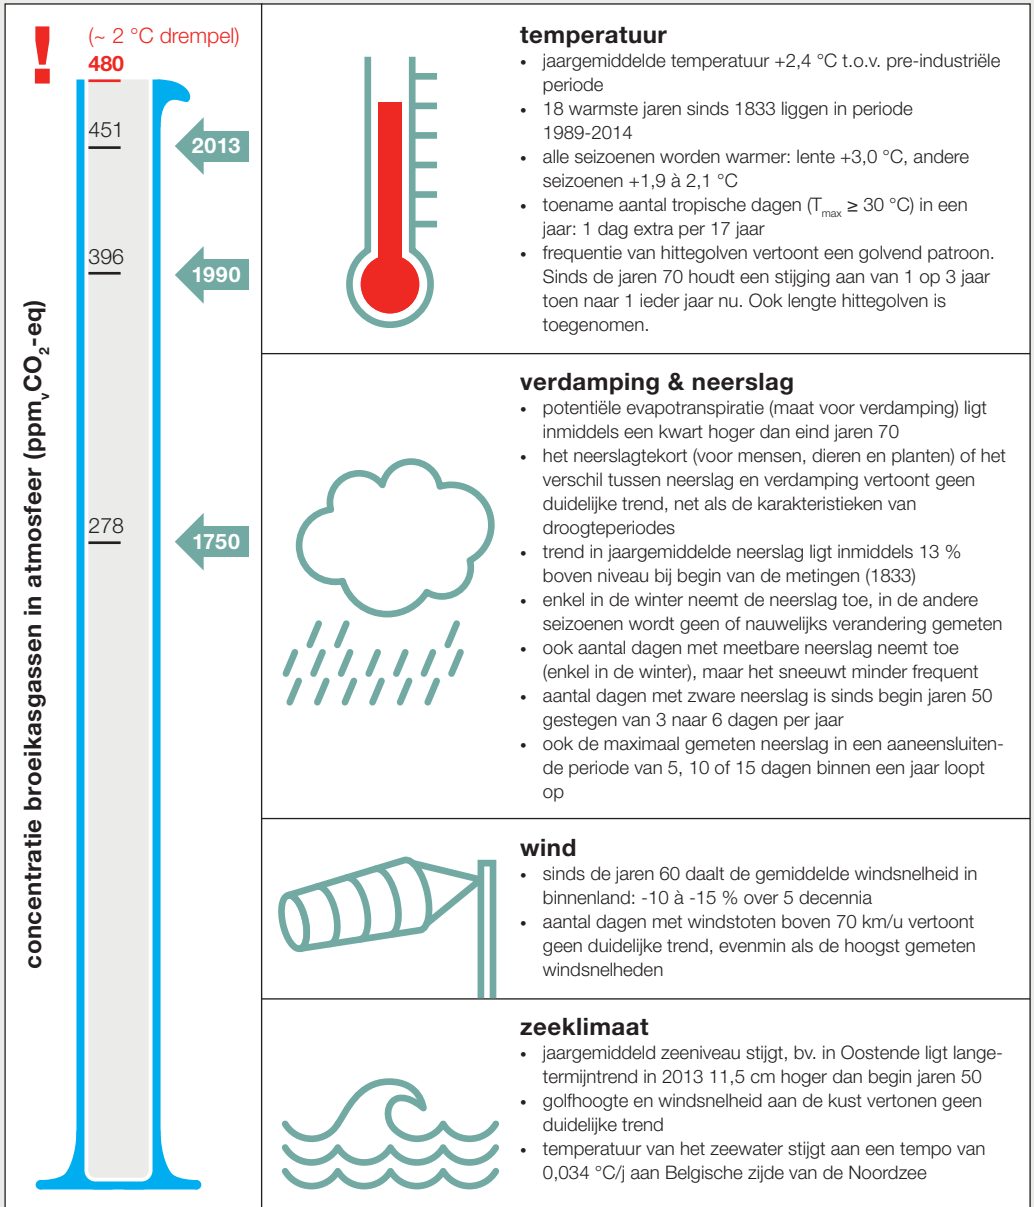 (~ 2 °C drempel)
480
451
2013
396
1990
278
1750
concentratie broeikasgassen in atmosfeer (ppmᵥCO₂-eq)
temperatuur
• jaargemiddelde temperatuur +2,4 °C t.o.v. pre-industriële
periode
• 18 warmste jaren sinds 1833 liggen in periode
1989-2014
• alle seizoenen worden warmer: lente +3,0 °C, andere
seizoenen +1,9 à 2,1 °C
• toename aantal tropische dagen (Tmax ≥ 30 °C) in een
jaar: 1 dag extra per 17 jaar
• frequentie van hittegolven vertoont een golvend patroon.
Sinds de jaren 70 houdt een stijging aan van 1 op 3 jaar
toen naar 1 ieder jaar nu. Ook lengte hittegolven is
toegenomen.
verdamping & neerslag
• potentiële evapotranspiratie (maat voor verdamping) ligt
inmiddels een kwart hoger dan eind jaren 70
• het neerslagtekort (voor mensen, dieren en planten) of het
verschil tussen neerslag en verdamping vertoont geen
duidelijke trend, net als de karakteristieken van
droogteperiodes
• trend in jaargemiddelde neerslag ligt inmiddels 13 %
boven niveau bij begin van de metingen (1833)
• enkel in de winter neemt de neerslag toe, in de andere
seizoenen wordt geen of nauwelijks verandering gemeten
• ook aantal dagen met meetbare neerslag neemt toe
(enkel in de winter), maar het sneeuwt minder frequent
• aantal dagen met zware neerslag is sinds begin jaren 50
gestegen van 3 naar 6 dagen per jaar
• ook de maximaal gemeten neerslag in een aaneensluiten-
de periode van 5, 10 of 15 dagen binnen een jaar loopt
op
wind
• sinds de jaren 60 daalt de gemiddelde windsnelheid in
binnenland: -10 à -15 % over 5 decennia
• aantal dagen met windstoten boven 70 km/u vertoont
geen duidelijke trend, evenmin als de hoogst gemeten
windsnelheden
zeeklimaat
• jaargemiddeld zeeniveau stijgt, bv. in Oostende ligt lange-
termijntrend in 2013 11,5 cm hoger dan begin jaren 50
• golfhoogte en windsnelheid aan de kust vertonen geen
duidelijke trend
• temperatuur van het zeewater stijgt aan een tempo van
0,034 °C/j aan Belgische zijde van de Noordzee